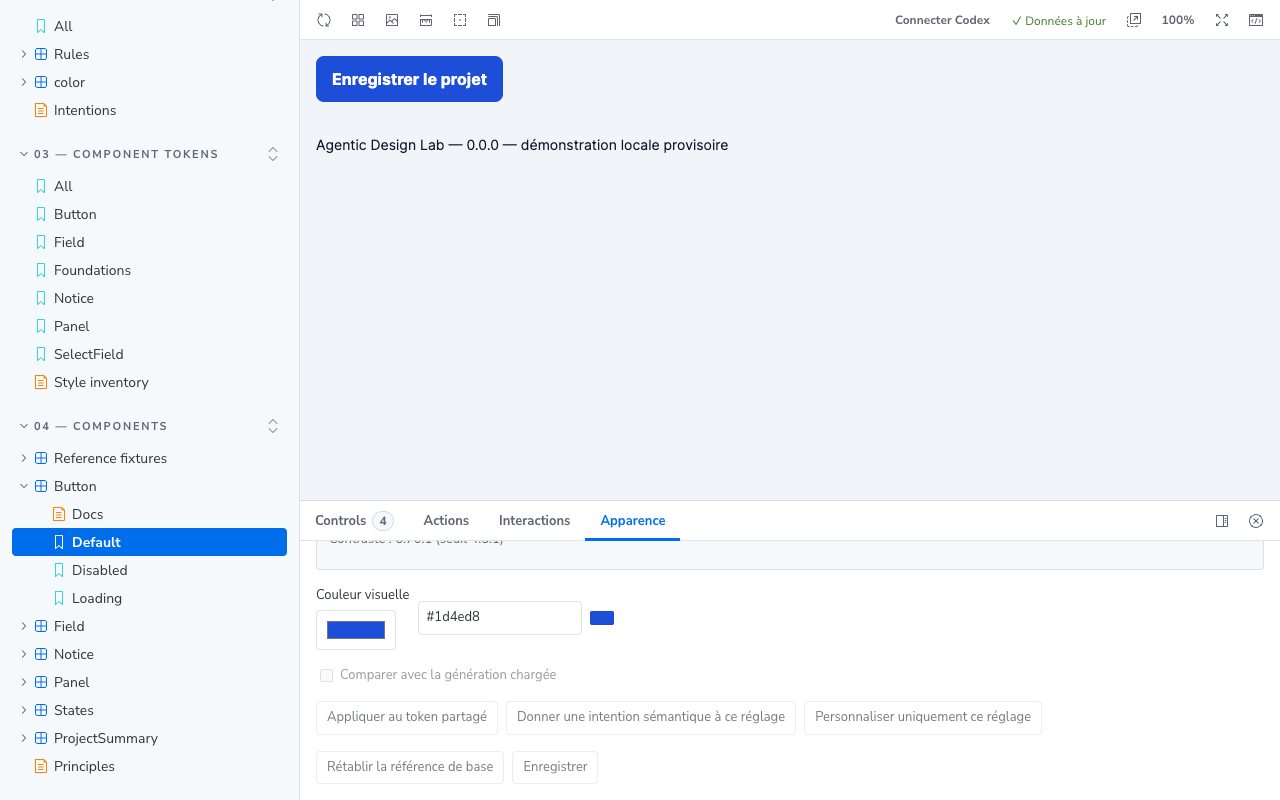 All
Rules
color
Intentions
03 — COMPONENT TOKENS
All
Button
Field
Foundations
Notice
Panel
SelectField
Style inventory
04 — COMPONENTS
Reference fixtures
Button
Docs
Default
Disabled
Loading
Field
Notice
Panel
States
ProjectSummary
Principles
Connecter Codex
✓ Données à jour
100%
Enregistrer le projet
Agentic Design Lab — 0.0.0 — démonstration locale provisoire
Controls 4 Actions Interactions Apparence
Couleur visuelle
#1d4ed8
Comparer avec la génération chargée
Appliquer au token partagé Donner une intention sémantique à ce réglage Personnaliser uniquement ce réglage
Rétablir la référence de base Enregistrer